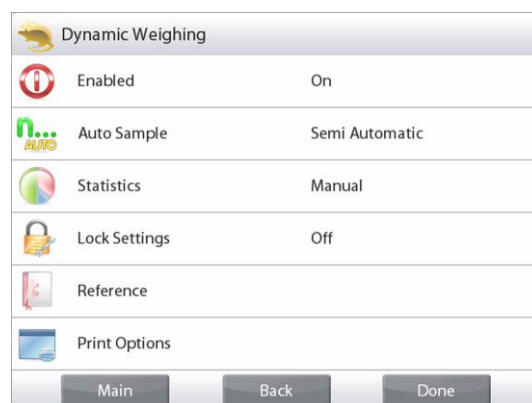 Dynamic Weighing
Enabled On
n... AUTO
Auto Sample Semi Automatic
Statistics Manual
Lock Settings Off
Reference
Print Options
Main Back Done